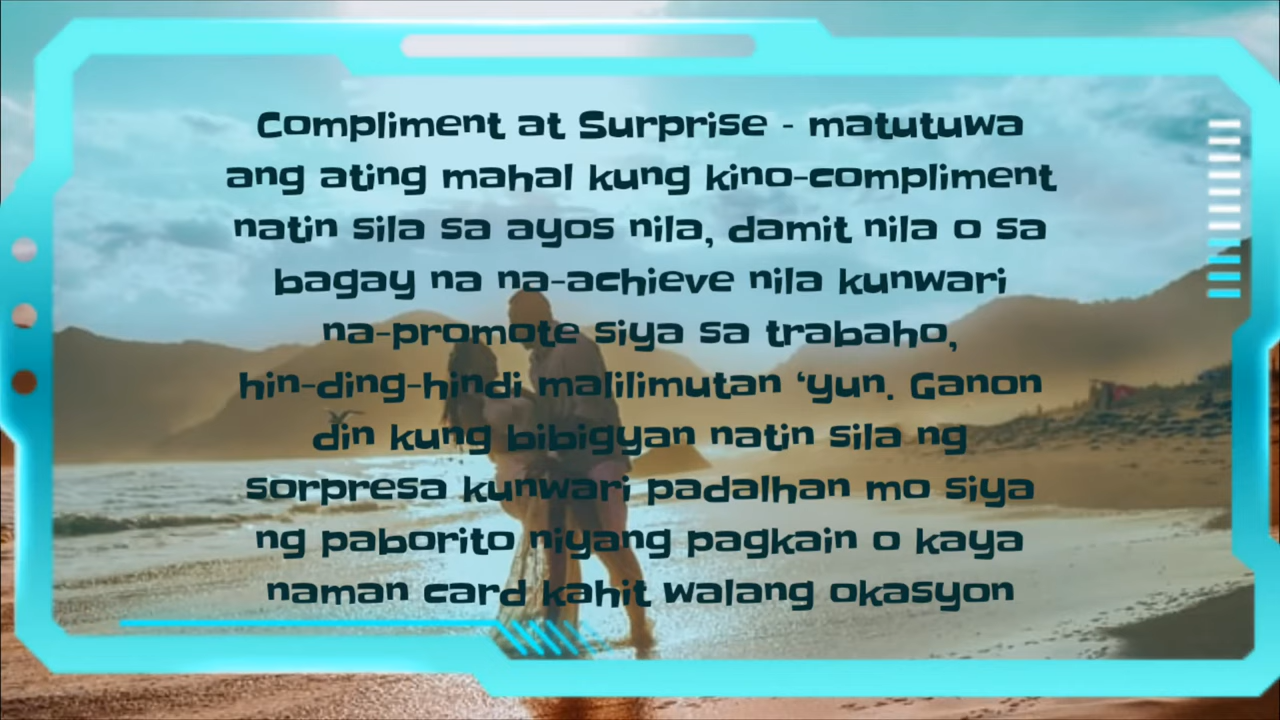 Compliment at Surprise - matutuwa
ang ating mahal kung kino-compliment
natin sila sa ayos nila, damit nila o sa
bagay na na-achieve nila kunwari
na-promote siya sa trabaho,
hin-ding-hindi malilimutan ‘yun. Ganon
din kung bibigyan natin sila ng
sorpresa kunwari padalhan mo siya
ng paborito niyang pagkain o kaya
naman card kahit walang okasyon